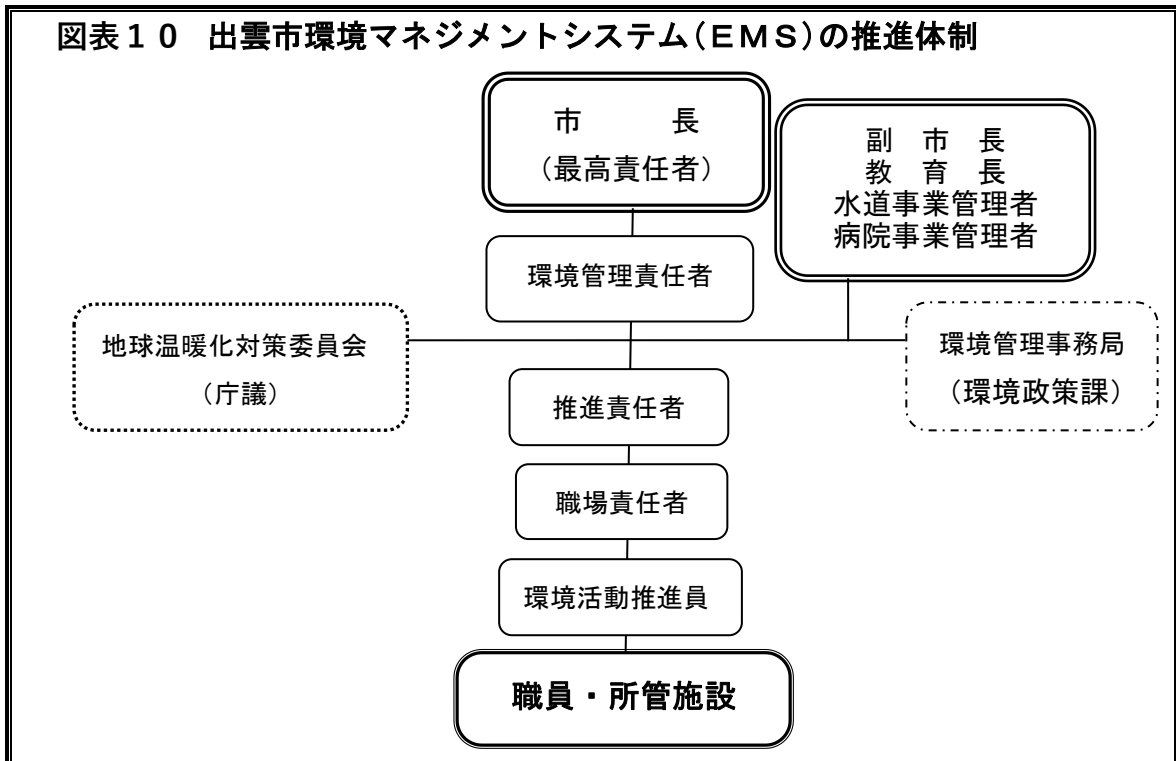 図表１０　出雲市環境マネジメントシステム(ＥＭＳ)の推進体制
市　　　長
（最高責任者）
副　市　長
教　育　長
水道事業管理者
病院事業管理者
環境管理責任者
地球温暖化対策委員会
（庁議）
環境管理事務局
（環境政策課）
推進責任者
職場責任者
環境活動推進員
職員・所管施設